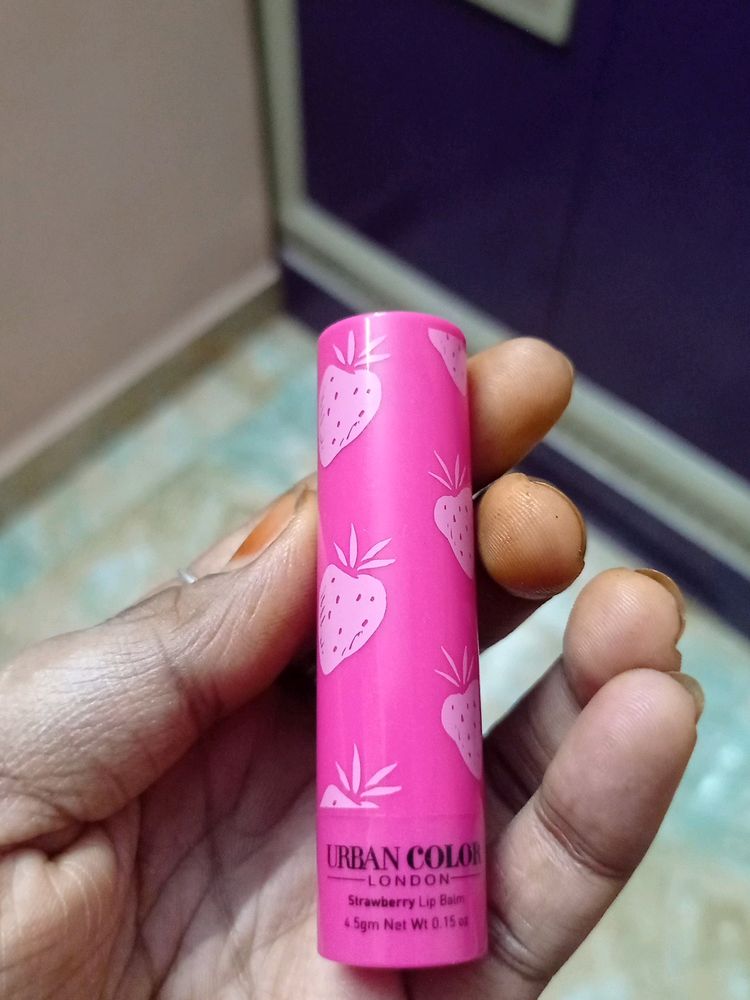 URBAN COLOR
LONDON
Strawberry Lip Balm
4.5gm Net Wt 0.15 oz